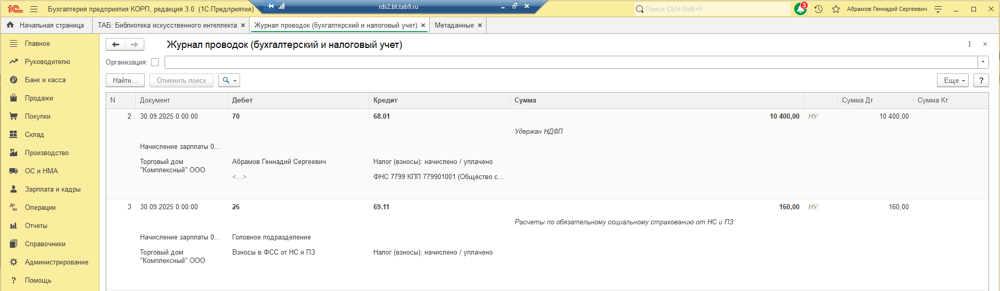 Бухгалтерия предприятия КОРП, редакция 3.0 (1С:Предприятие)
rds2.bt.tab9.ru
Поиск Ctrl+Shift+F
3
Абрамов Геннадий Сергеевич
Начальная страница
ТАБ: Библиотека искусственного интеллекта ×
Журнал проводок (бухгалтерский и налоговый учет) ×
Метаданные ×
Главное
Руководителю
Банк и касса
Продажи
Покупки
Склад
Производство
ОС и НМА
Зарплата и кадры
Операции
Отчеты
Справочники
Администрирование
? Помощь
Журнал проводок (бухгалтерский и налоговый учет)
Организация:
Найти...
Отменить поиск
Еще
?
N Документ Дебет Кредит Сумма Сумма Дт Сумма Кт
2 30.09.2025 0:00:00 70 68.01 10 400,00 НУ: 10 400,00
Удержан НДФЛ
Начисление зарплаты 0...
Торговый дом "Комплексный" ООО
Абрамов Геннадий Сергеевич
Налог (взносы): начислено / уплачено
<...>
ФНС 7799 КПП 779901001 (Общество с...
3 30.09.2025 0:00:00 26 69.11 160,00 НУ: 160,00
Расчеты по обязательному социальному страхованию от НС и ПЗ
Начисление зарплаты 0...
Головное подразделение
Торговый дом "Комплексный" ООО
Взносы в ФСС от НС и ПЗ
Налог (взносы): начислено / уплачено